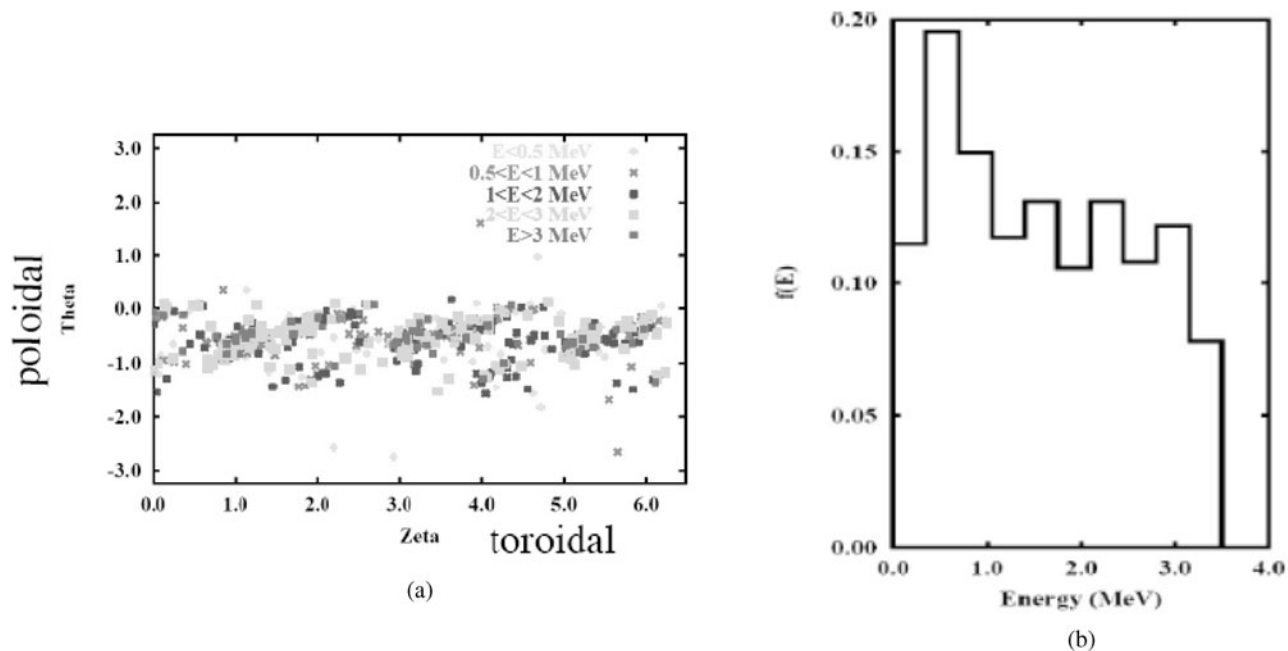 3.0
2.0
1.0
0.0
-1.0
-2.0
-3.0
poloidal
Theta
E<0.5 MeV
0.5<E<1 MeV
1<E<2 MeV
2<E<3 MeV
E>3 MeV
0.0 1.0 2.0 3.0 4.0 5.0 6.0
Zeta toroidal
(a)
0.20
0.15
0.10
0.05
0.00
f(E)
0.0 1.0 2.0 3.0 4.0
Energy (MeV)
(b)